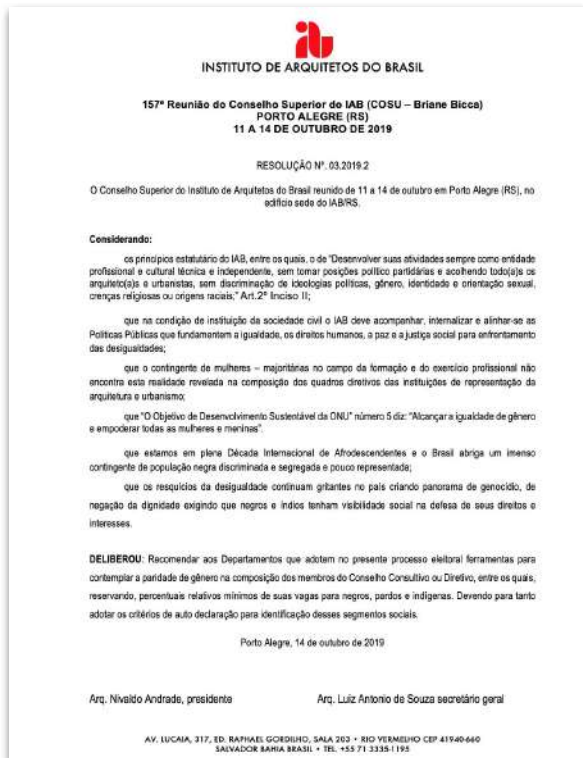 INSTITUTO DE ARQUITETOS DO BRASIL
157ª Reunião do Conselho Superior do IAB (COSU – Briane Bicca)
PORTO ALEGRE (RS)
11 A 14 DE OUTUBRO DE 2019
RESOLUÇÃO Nº. 03.2019.2
O Conselho Superior do Instituto de Arquitetos do Brasil reunido de 11 a 14 de outubro em Porto Alegre (RS), no
edifício sede do IAB/RS.
Considerando:
os princípios estatutário do IAB, entre os quais, o de "Desenvolver suas atividades sempre como entidade
profissional e cultural técnica e independente, sem tomar posições político partidárias e acolhendo todo(a)s os
arquiteto(a)s e urbanistas, sem discriminação de ideologias políticas, gênero, identidade e orientação sexual,
crenças religiosas ou origens raciais;" Art.2º Inciso II;
que na condição de instituição da sociedade civil o IAB deve acompanhar, internalizar e alinhar-se as
Políticas Públicas que fundamentem a igualdade, os direitos humanos, a paz e a justiça social para enfrentamento
das desigualdades;
que o contingente de mulheres – majoritárias no campo da formação e do exercício profissional não
encontra esta realidade revelada na composição dos quadros diretivos das instituições de representação da
arquitetura e urbanismo;
que "O Objetivo de Desenvolvimento Sustentável da ONU" número 5 diz: "Alcançar a igualdade de gênero
e empoderar todas as mulheres e meninas".
que estamos em plena Década Internacional de Afrodescendentes e o Brasil abriga um imenso
contingente de população negra discriminada e segregada e pouco representada;
que os resquícios da desigualdade continuam gritantes no país criando panorama de genocídio, de
negação da dignidade exigindo que negros e índios tenham visibilidade social na defesa de seus direitos e
interesses.
DELIBEROU: Recomendar aos Departamentos que adotem no presente processo eleitoral ferramentas para
contemplar a paridade de gênero na composição dos membros do Conselho Consultivo ou Diretivo, entre os quais,
reservando, percentuais relativos mínimos de suas vagas para negros, pardos e indígenas. Devendo para tanto
adotar os critérios de auto declaração para identificação desses segmentos sociais.
Porto Alegre, 14 de outubro de 2019
Arq. Nivaldo Andrade, presidente Arq. Luiz Antonio de Souza secretário geral
AV. LUCAIA, 317, ED. RAPHAEL GORDILHO, SALA 203 • RIO VERMELHO CEP 41940-660
SALVADOR BAHIA BRASIL • TEL. +55 71 3335-1195